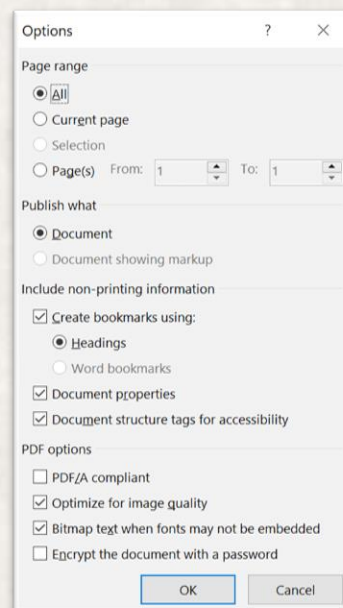 Options ? ×
Page range
All
Current page
Selection
Page(s) From: 1 To: 1
Publish what
Document
Document showing markup
Include non-printing information
Create bookmarks using:
Headings
Word bookmarks
Document properties
Document structure tags for accessibility
PDF options
PDF/A compliant
Optimize for image quality
Bitmap text when fonts may not be embedded
Encrypt the document with a password
OK Cancel